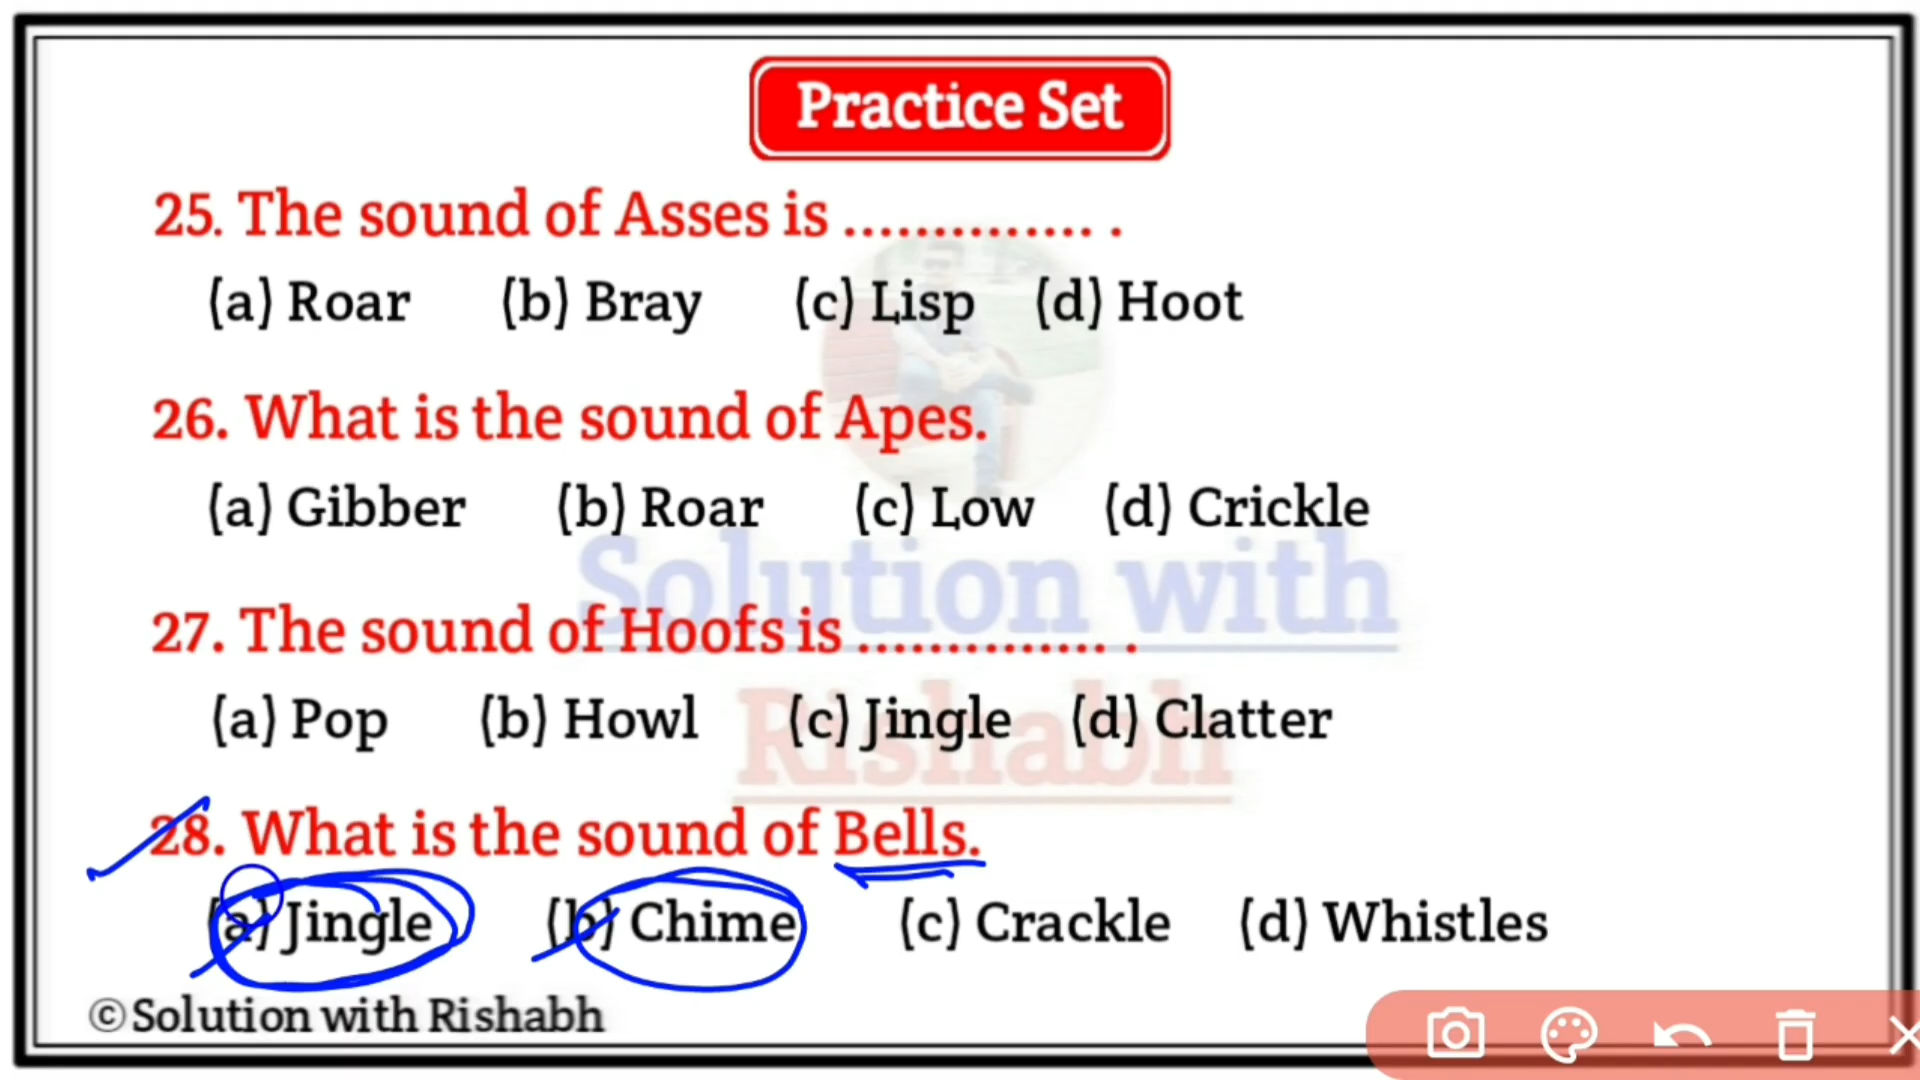 Practice Set
25. The sound of Asses is .............. .
(a) Roar (b) Bray (c) Lisp (d) Hoot
26. What is the sound of Apes.
(a) Gibber (b) Roar (c) Low (d) Crickle
Solution with
27. The sound of Hoofs is .............. .
(a) Pop (b) Howl (c) Jingle (d) Clatter
Rishabh
28. What is the sound of Bells.
(a) Jingle (b) Chime (c) Crackle (d) Whistles
©Solution with Rishabh